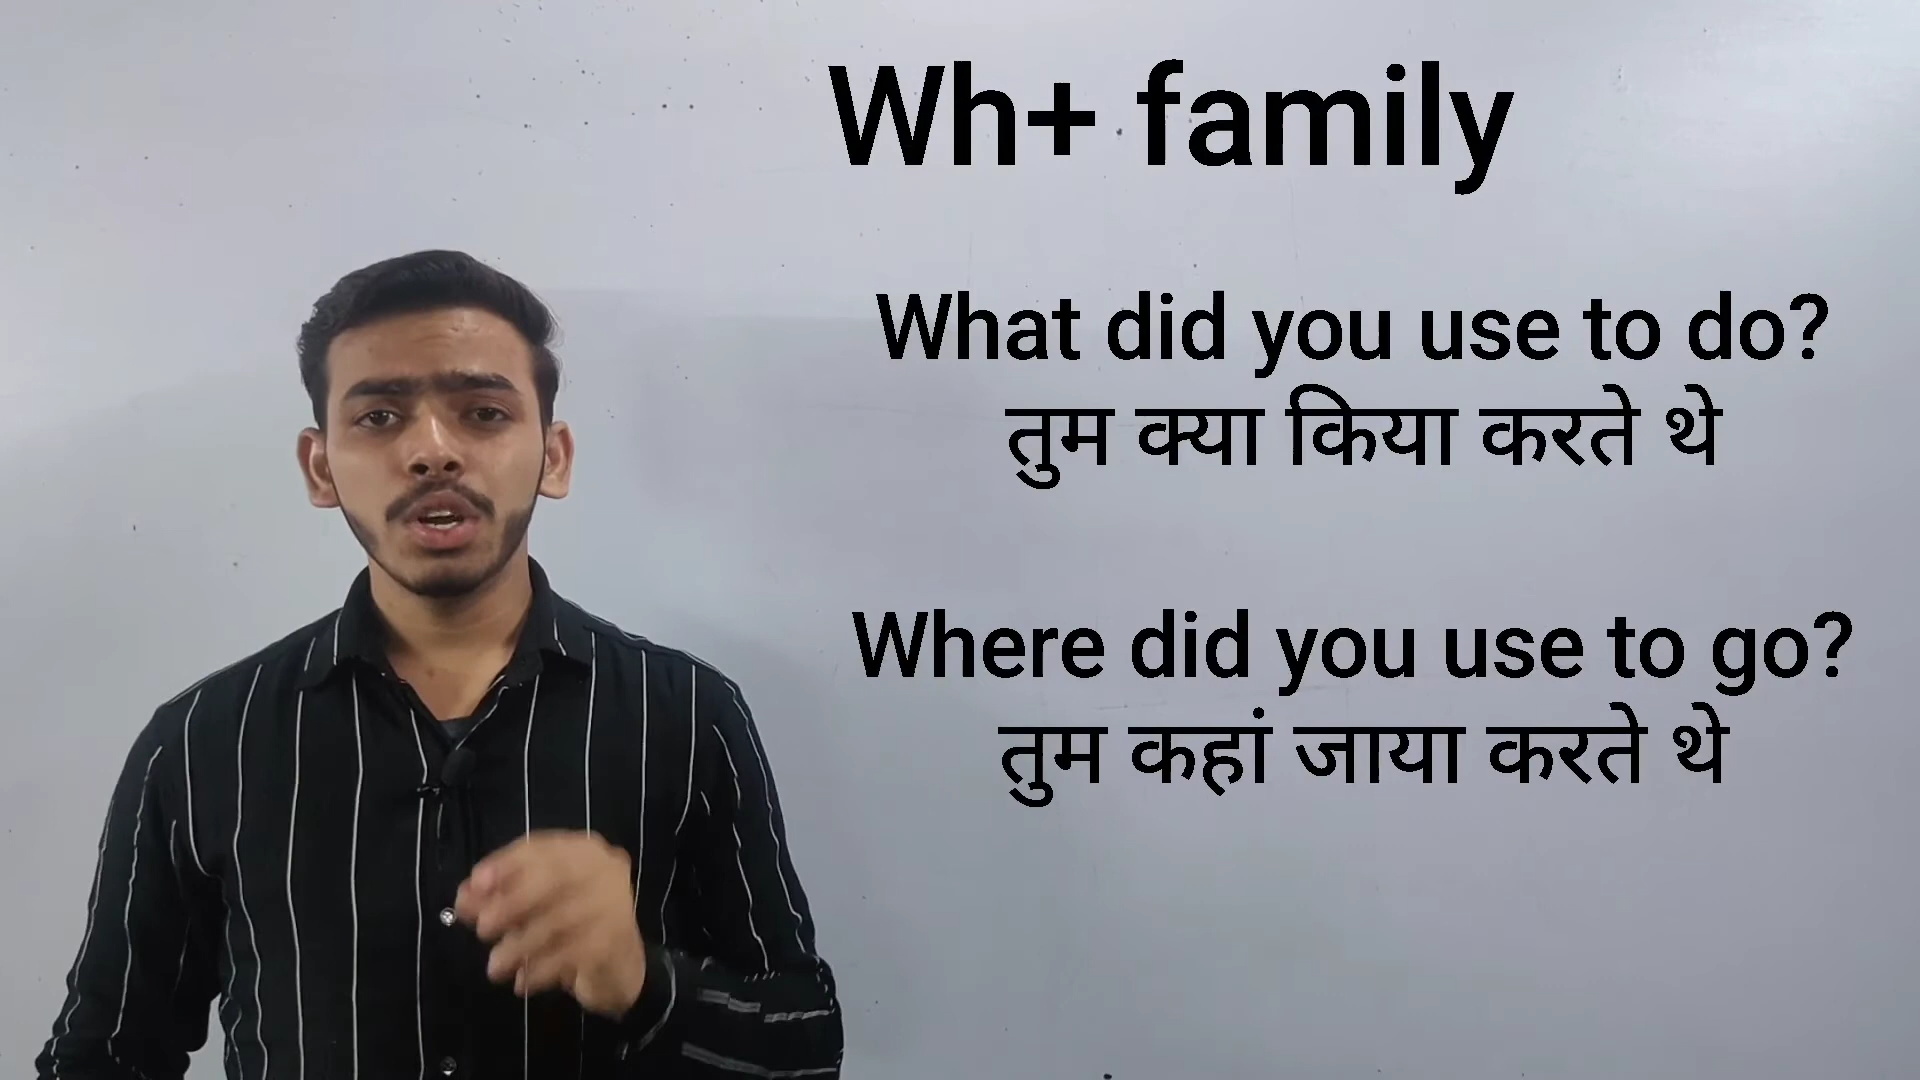 Wh+ family
What did you use to do?
तुम क्या किया करते थे
Where did you use to go?
तुम कहां जाया करते थे